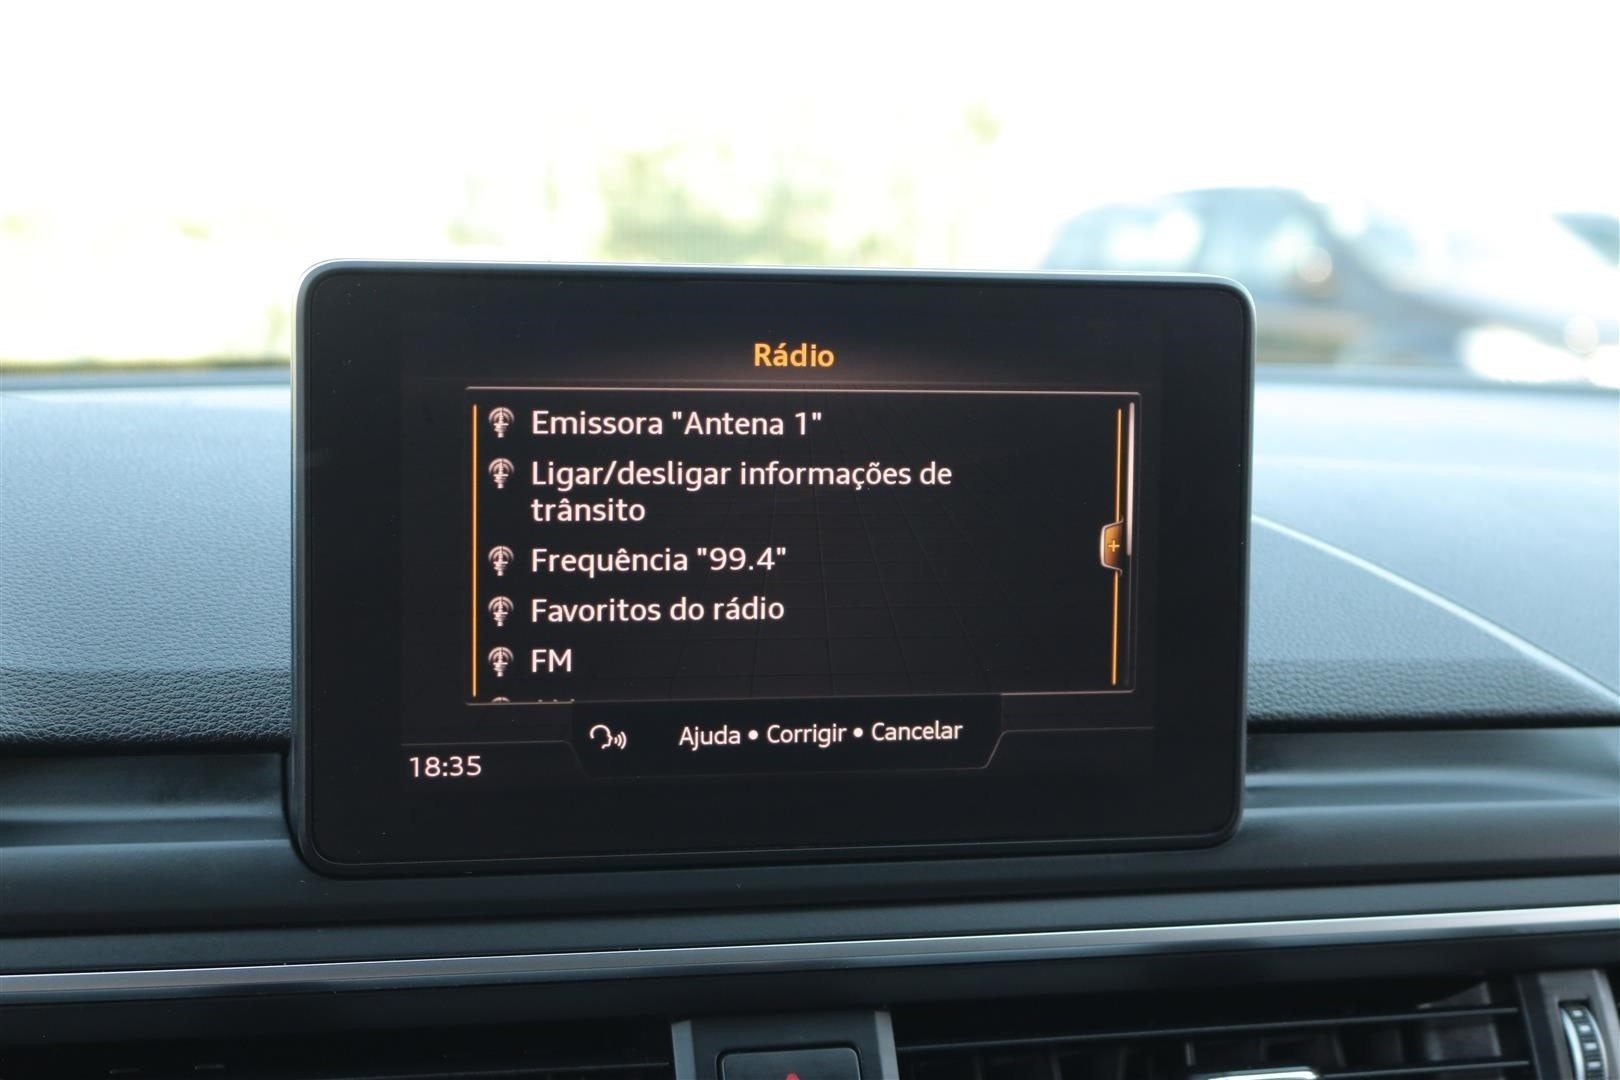 Rádio
Emissora "Antena 1"
Ligar/desligar informações de
trânsito
Frequência "99.4"
Favoritos do rádio
FM
Ajuda • Corrigir • Cancelar
18:35